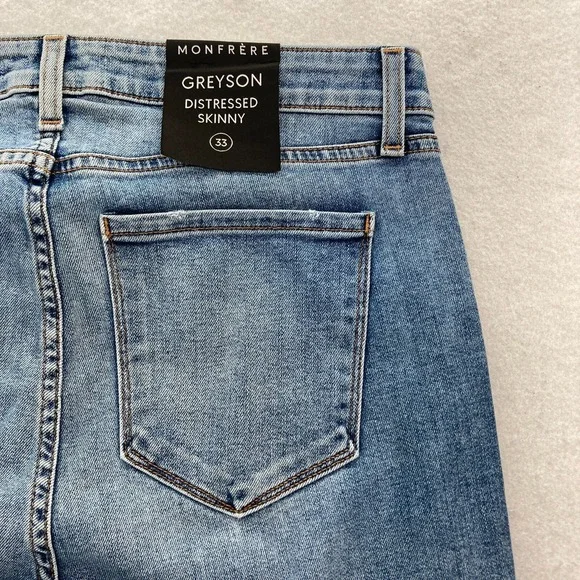 MONFRÈRE
GREYSON
DISTRESSED
SKINNY
33